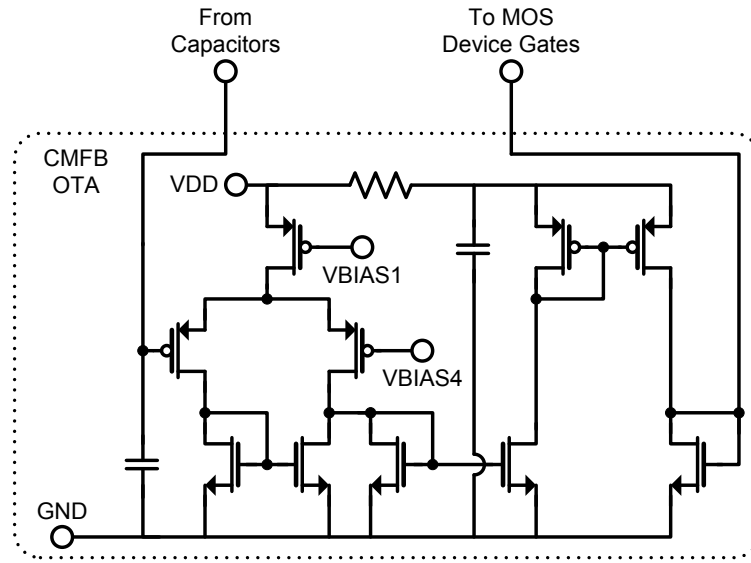 From
Capacitors
To MOS
Device Gates
CMFB
OTA
VDD
VBIAS1
VBIAS4
GND